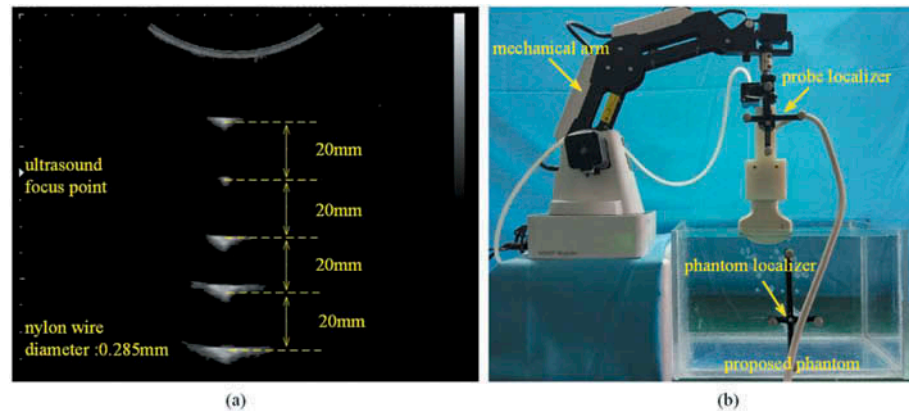 ultrasound
focus point
20mm
20mm
20mm
20mm
nylon wire
diameter :0.285mm
(a)
mechanical arm
probe localizer
phantom localizer
proposed phantom
(b)